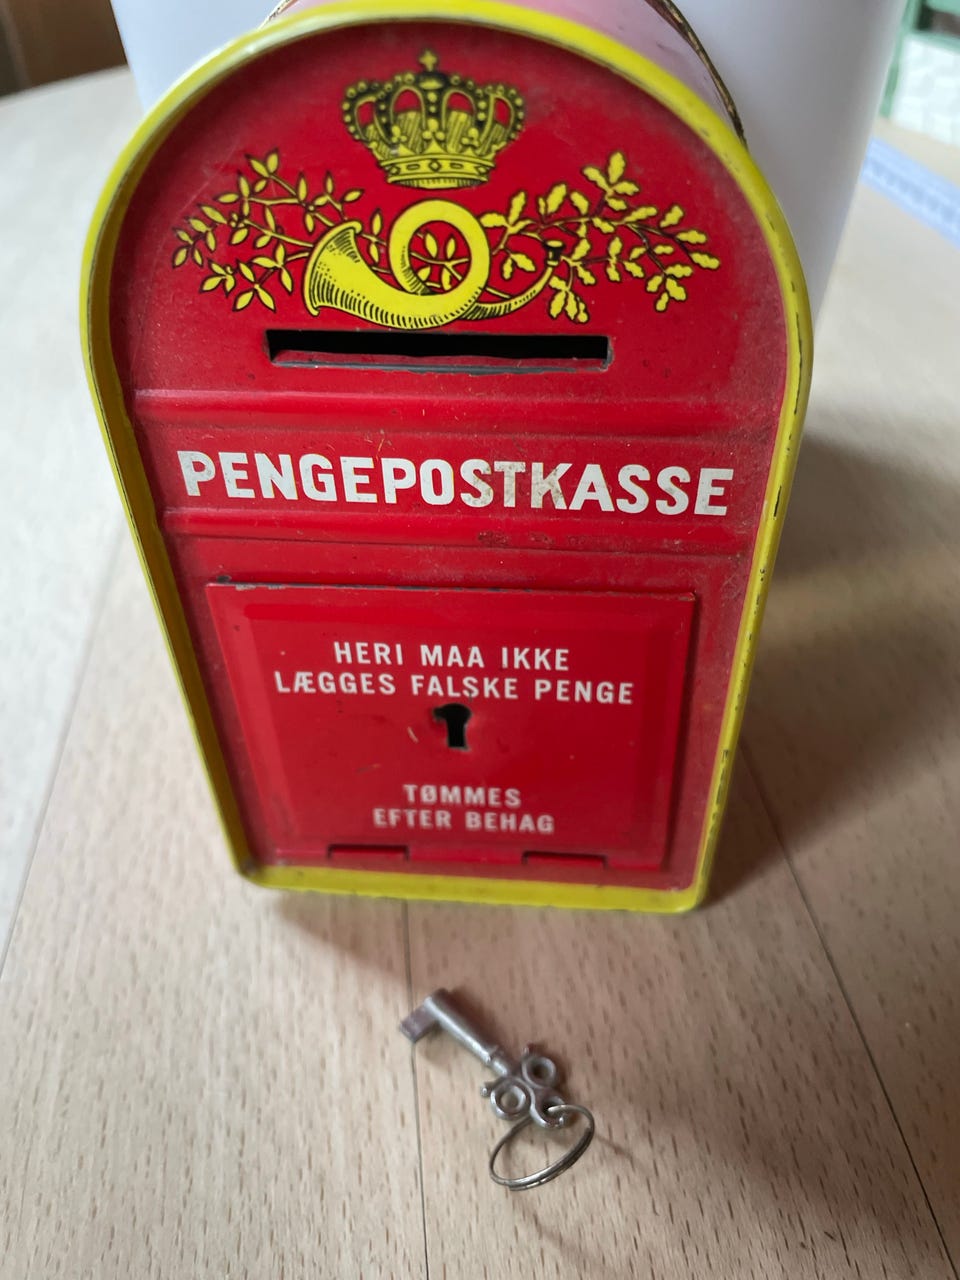 PENGEPOSTKASSE
HERI MAA IKKE
LÆGGES FALSKE PENGE
TØMMES
EFTER BEHAG